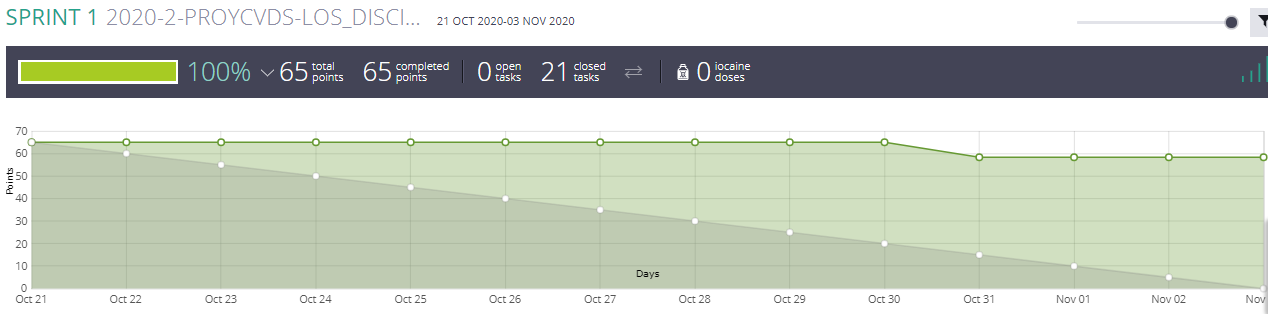 SPRINT 1 2020-2-PROYCVDS-LOS_DISCI... 21 OCT 2020-03 NOV 2020
100% 65 total points 65 completed points 0 open tasks 21 closed tasks 0 iocaine doses
70
60
50
40
30
20
10
0
Points
Days
Oct 21 Oct 22 Oct 23 Oct 24 Oct 25 Oct 26 Oct 27 Oct 28 Oct 29 Oct 30 Oct 31 Nov 01 Nov 02 Nov